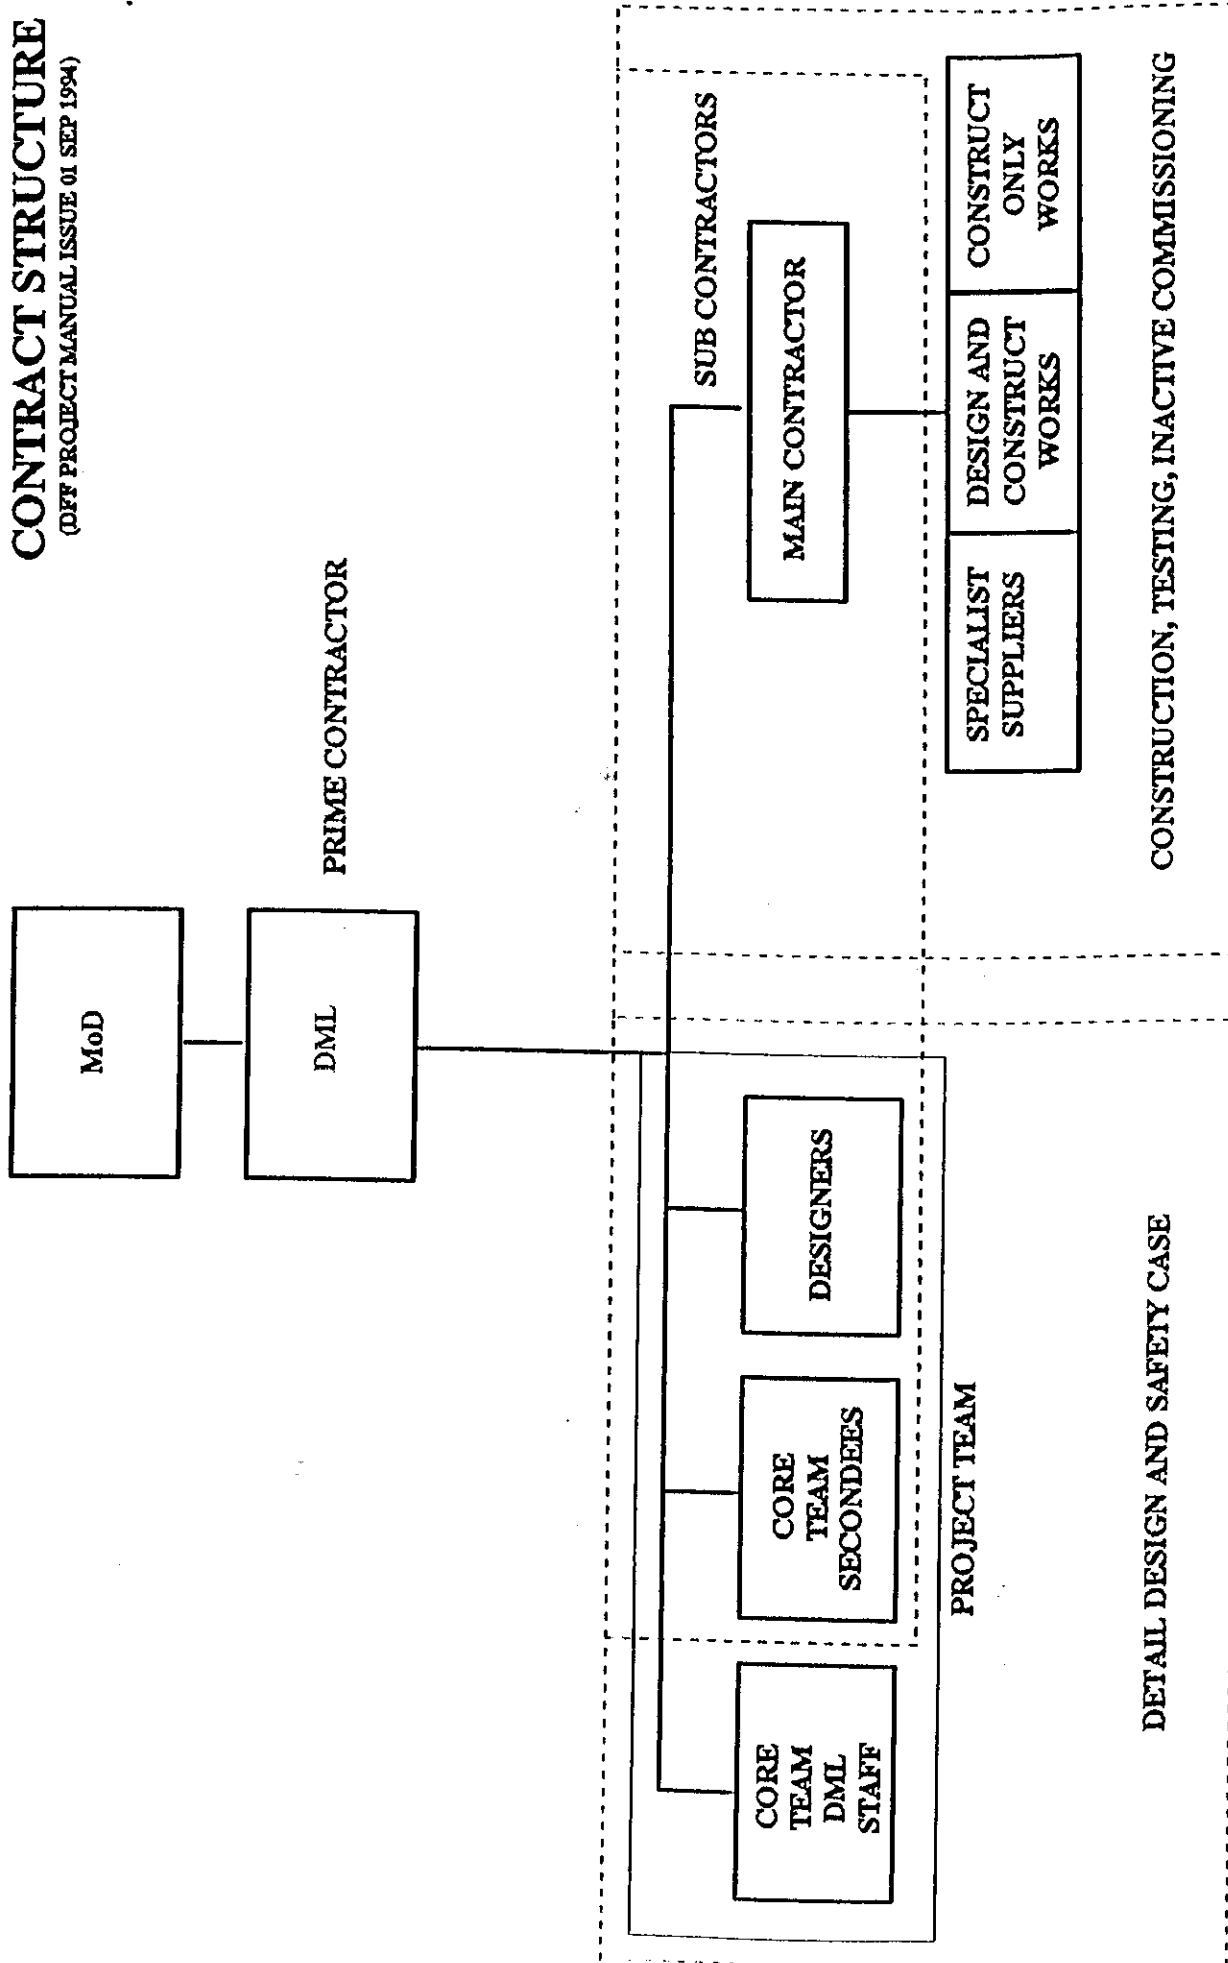 CONTRACT STRUCTURE
(DFF PROJECT MANUAL ISSUE 01 SEP 1994)
MoD
DML
PRIME CONTRACTOR
SUB CONTRACTORS
CORE
TEAM
DML
STAFF
CORE
TEAM
SECONDEES
DESIGNERS
MAIN CONTRACTOR
PROJECT TEAM
SPECIALIST
SUPPLIERS
DESIGN AND
CONSTRUCT
WORKS
CONSTRUCT
ONLY
WORKS
DETAIL DESIGN AND SAFETY CASE
CONSTRUCTION, TESTING, INACTIVE COMMISSIONING